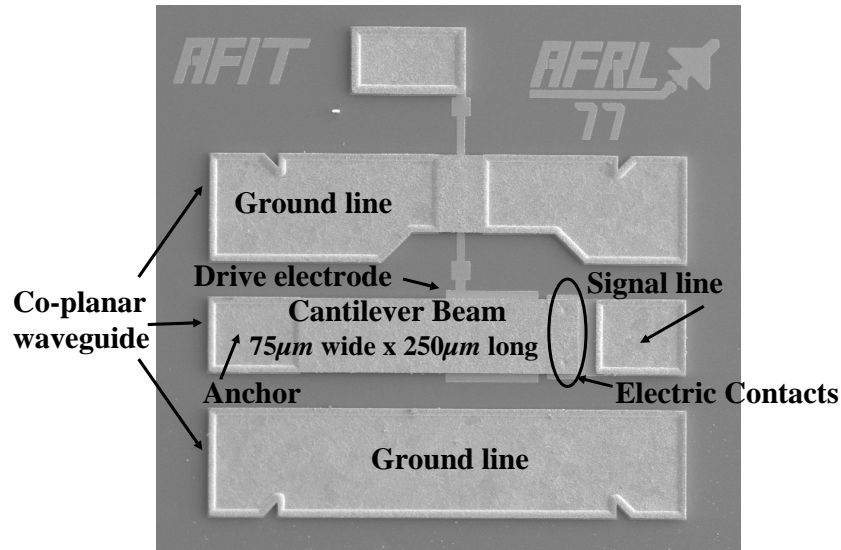 AFIT
AFRL
77
Ground line
Drive electrode
Signal line
Co-planar
waveguide
Cantilever Beam
75μm wide x 250μm long
Anchor
Electric Contacts
Ground line